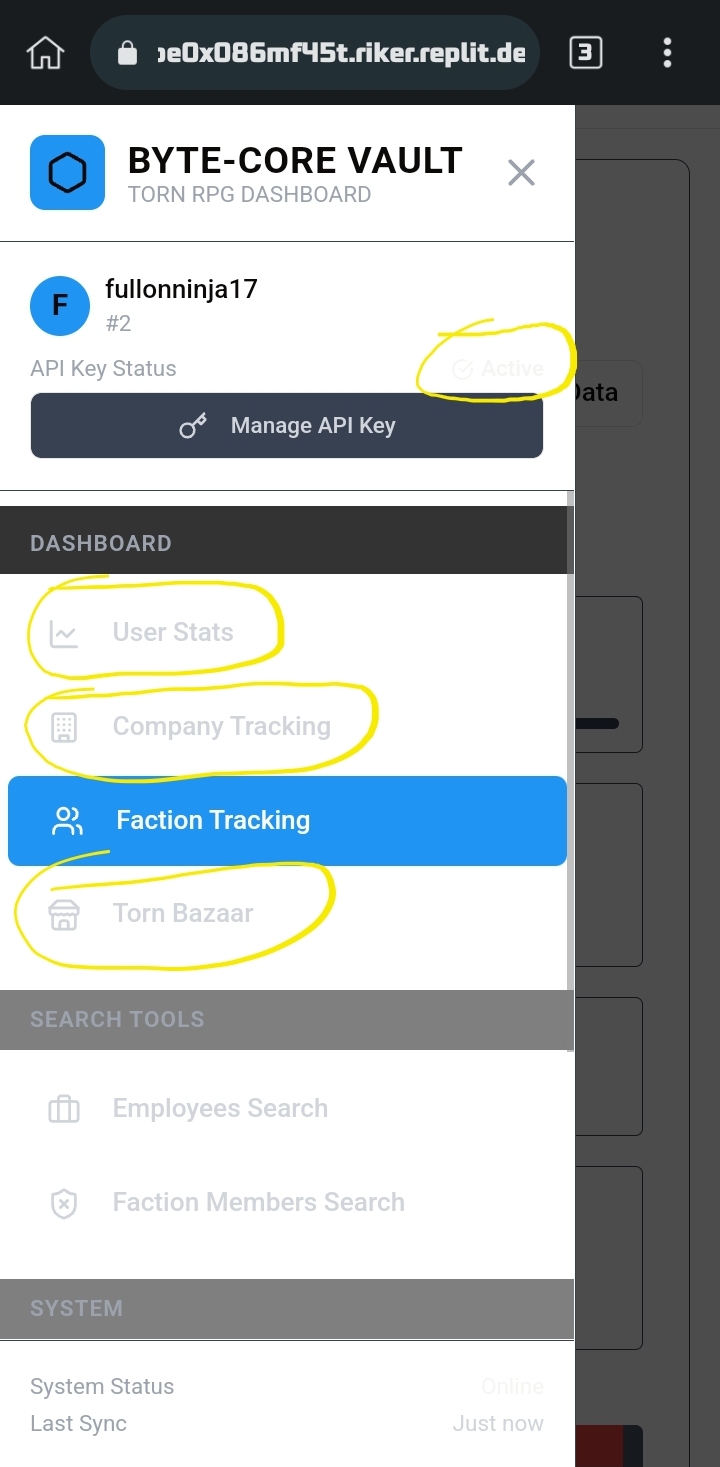 be0x086mf45t.riker.replit.de
3
BYTE-CORE VAULT
TORN RPG DASHBOARD
F
fullonninja17
#2
API Key Status
Active
Data
Manage API Key
DASHBOARD
User Stats
Company Tracking
Faction Tracking
Torn Bazaar
SEARCH TOOLS
Employees Search
Faction Members Search
SYSTEM
System Status
Online
Last Sync
Just now